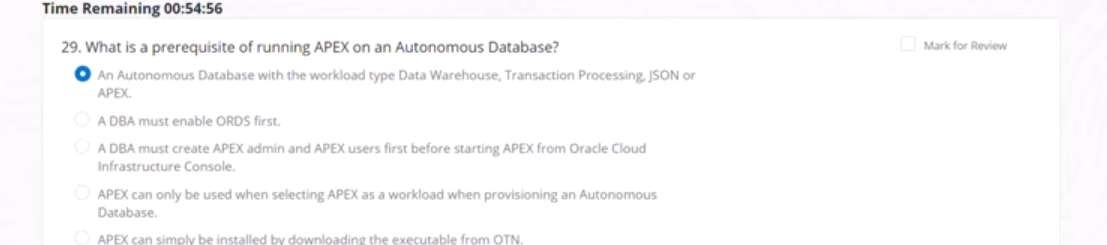 Time Remaining 00:54:56
29. What is a prerequisite of running APEX on an Autonomous Database?
Mark for Review
An Autonomous Database with the workload type Data Warehouse, Transaction Processing, JSON or
APEX.
A DBA must enable ORDS first.
A DBA must create APEX admin and APEX users first before starting APEX from Oracle Cloud
Infrastructure Console.
APEX can only be used when selecting APEX as a workload when provisioning an Autonomous
Database.
APEX can simply be installed by downloading the executable from OTN.